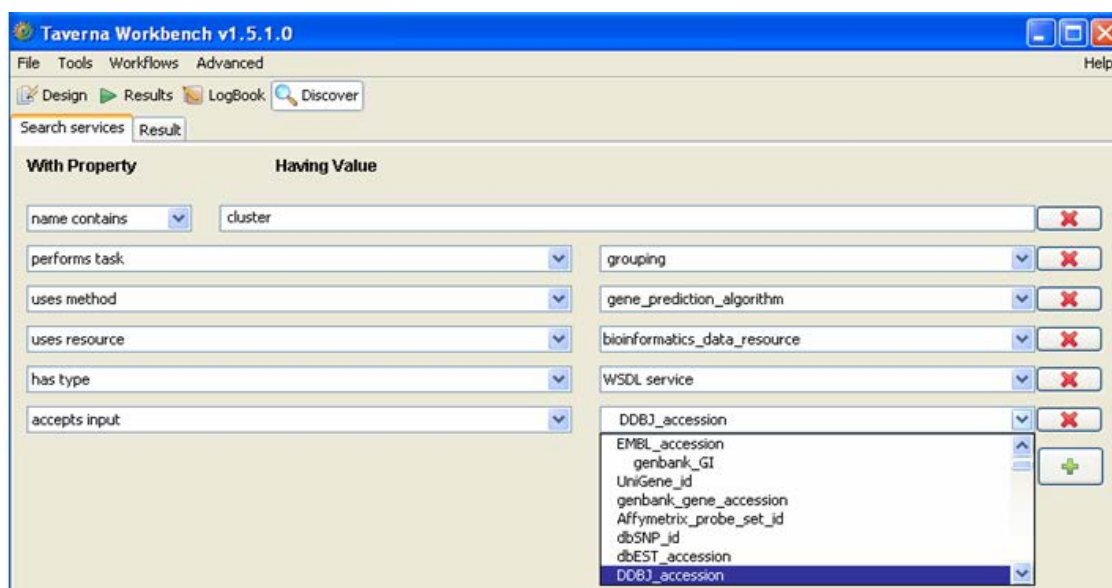 Taverna Workbench v1.5.1.0
File Tools Workflows Advanced Help
Design Results LogBook Discover
Search services Result
With Property Having Value
name contains cluster
performs task grouping
uses method gene_prediction_algorithm
uses resource bioinformatics_data_resource
has type WSDL service
accepts input DDBJ_accession
EMBL_accession
genbank_GI
UniGene_id
genbank_gene_accession
Affymetrix_probe_set_id
dbSNP_id
dbEST_accession
DDBJ_accession